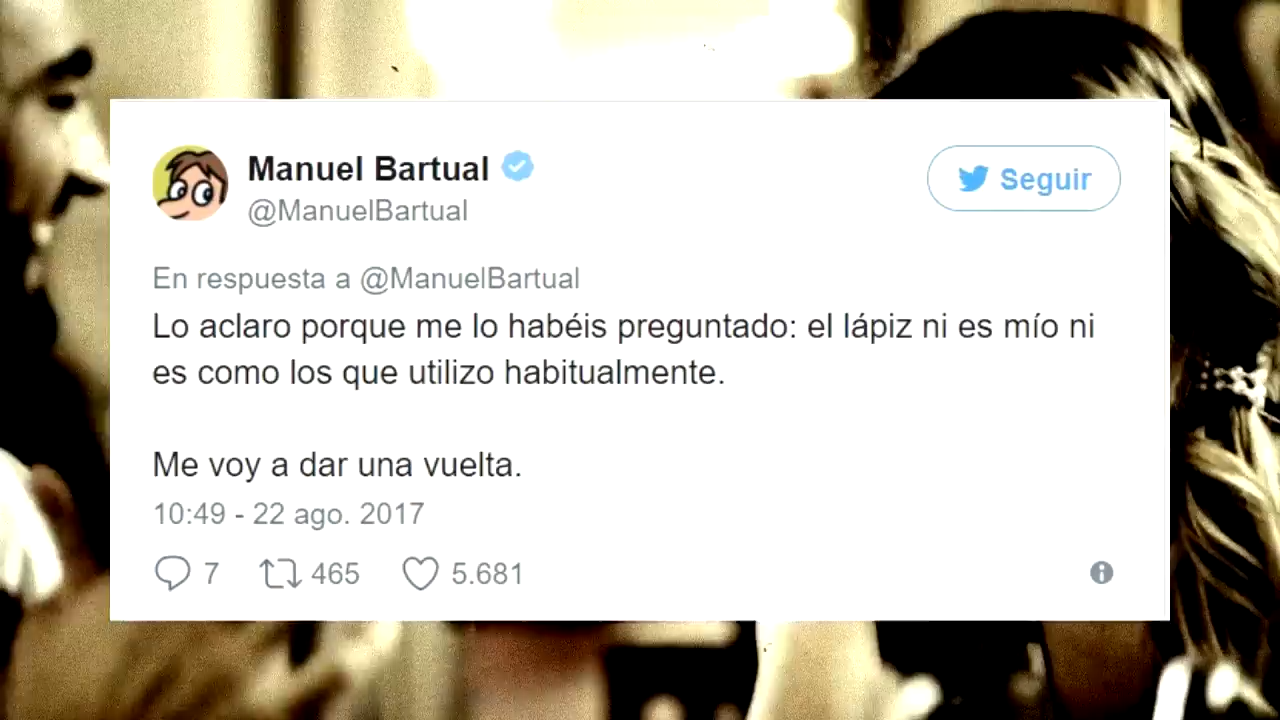 Manuel Bartual
@ManuelBartual
Seguir
En respuesta a @ManuelBartual
Lo aclaro porque me lo habéis preguntado: el lápiz ni es mío ni
es como los que utilizo habitualmente.
Me voy a dar una vuelta.
10:49 - 22 ago. 2017
7 465 5.681